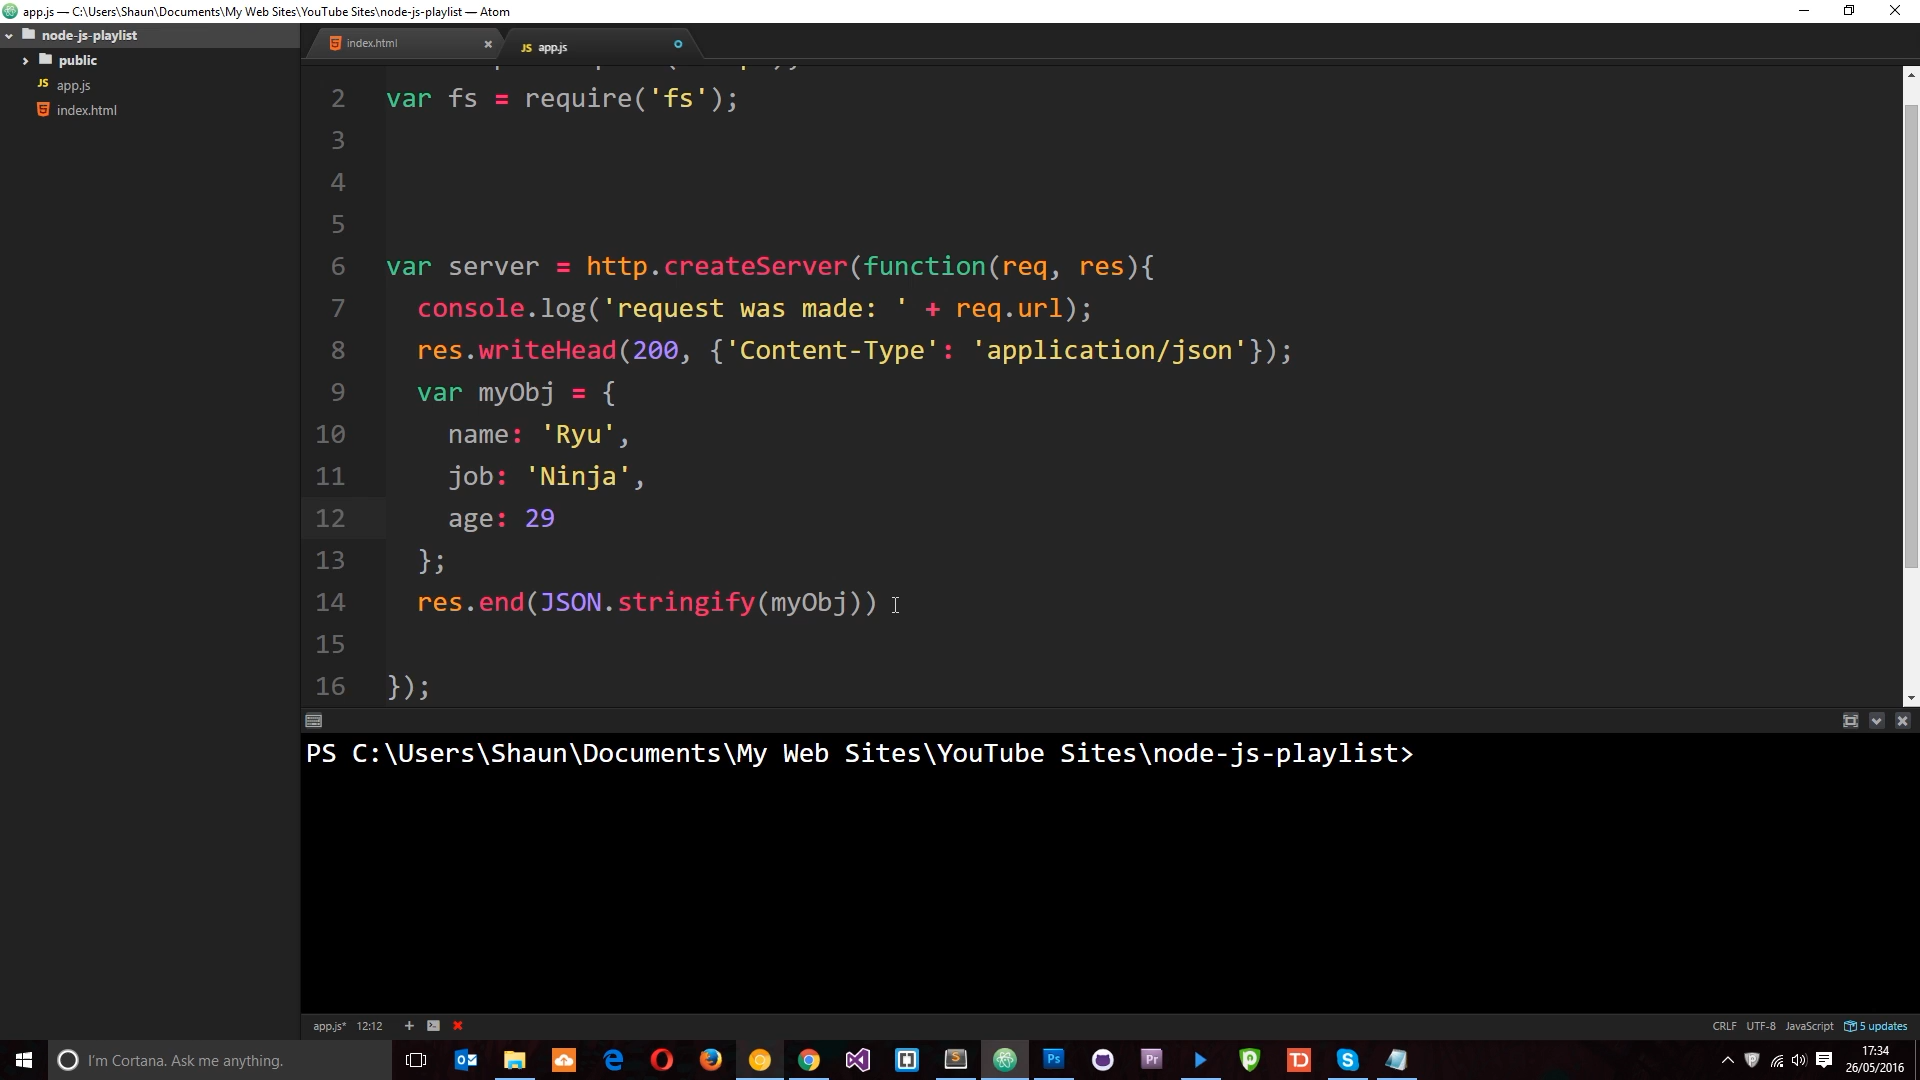 app.js — C:\Users\Shaun\Documents\My Web Sites\YouTube Sites\node-js-playlist — Atom
node-js-playlist
public
app.js
index.html
index.html
app.js
2 var fs = require('fs');
3
4
5
6 var server = http.createServer(function(req, res){
7 console.log('request was made: ' + req.url);
8 res.writeHead(200, {'Content-Type': 'application/json'});
9 var myObj = {
10 name: 'Ryu',
11 job: 'Ninja',
12 age: 29
13 };
14 res.end(JSON.stringify(myObj))
15
16 });
PS C:\Users\Shaun\Documents\My Web Sites\YouTube Sites\node-js-playlist>
app.js* 12:12
CRLF UTF-8 JavaScript 5 updates
I'm Cortana. Ask me anything.
17:34
26/05/2016